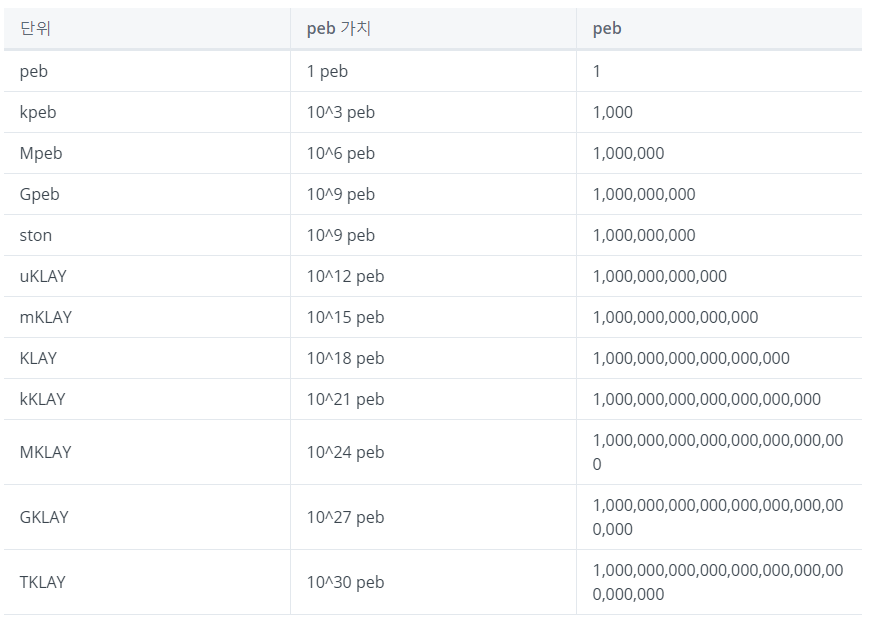 단위 peb 가치 peb
peb 1 peb 1
kpeb 10^3 peb 1,000
Mpeb 10^6 peb 1,000,000
Gpeb 10^9 peb 1,000,000,000
ston 10^9 peb 1,000,000,000
uKLAY 10^12 peb 1,000,000,000,000
mKLAY 10^15 peb 1,000,000,000,000,000
KLAY 10^18 peb 1,000,000,000,000,000,000
kKLAY 10^21 peb 1,000,000,000,000,000,000,000
MKLAY 10^24 peb 1,000,000,000,000,000,000,000,00
0
GKLAY 10^27 peb 1,000,000,000,000,000,000,000,00
0,000
TKLAY 10^30 peb 1,000,000,000,000,000,000,000,00
0,000,000